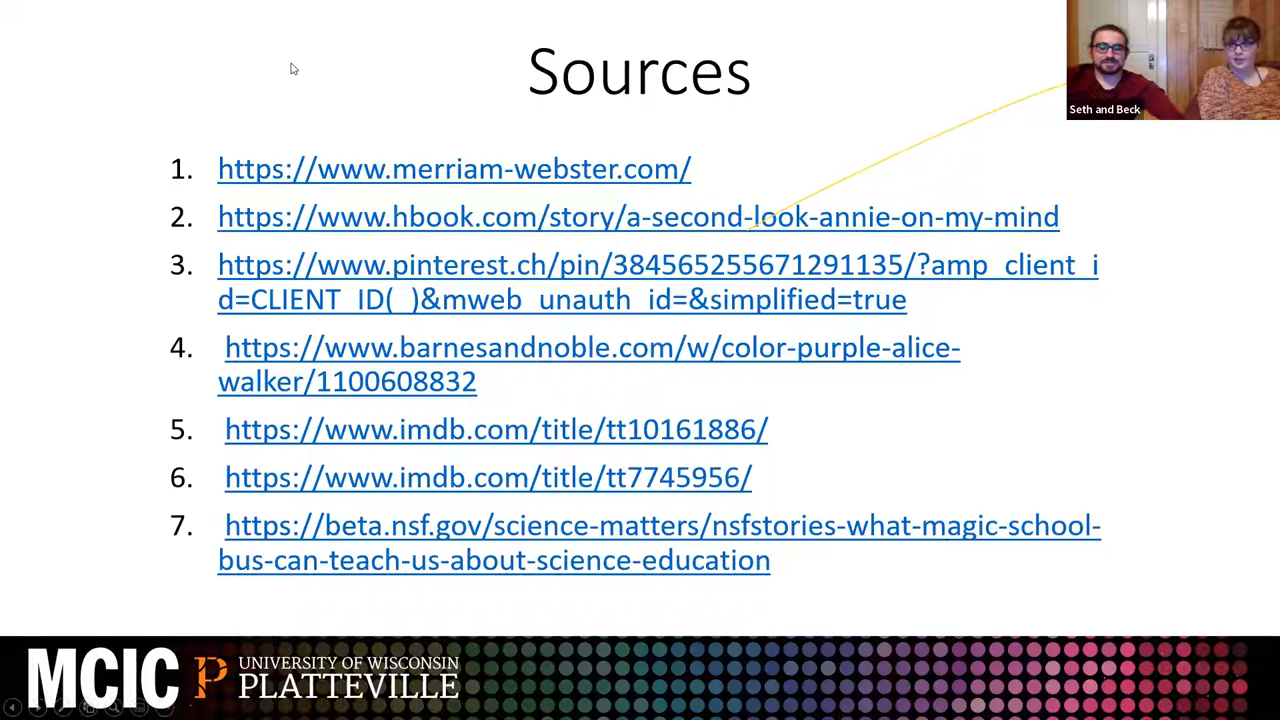 Sources
Seth and Beck
1. https://www.merriam-webster.com/
2. https://www.hbook.com/story/a-second-look-annie-on-my-mind
3. https://www.pinterest.ch/pin/384565255671291135/?amp_client_i
d=CLIENT_ID(_)&mweb_unauth_id=&simplified=true
4. https://www.barnesandnoble.com/w/color-purple-alice-
walker/1100608832
5. https://www.imdb.com/title/tt10161886/
6. https://www.imdb.com/title/tt7745956/
7. https://beta.nsf.gov/science-matters/nsfstories-what-magic-school-
bus-can-teach-us-about-science-education
MCIC P UNIVERSITY OF WISCONSIN
PLATTEVILLE